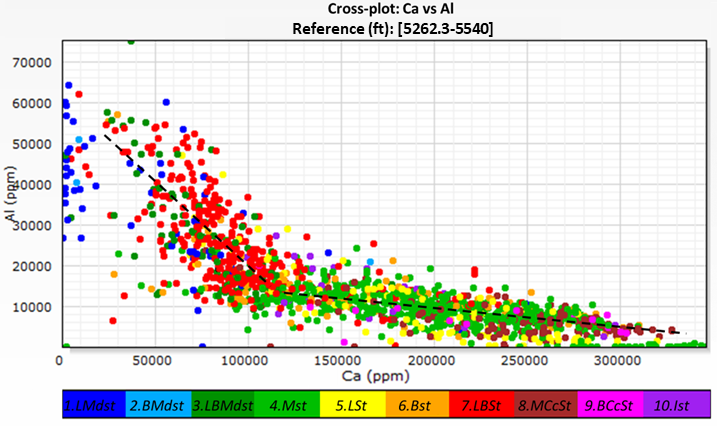 Cross-plot: Ca vs Al
Reference (ft): [5262.3-5540]
70000
60000
50000
40000
30000
20000
10000
Al (ppm)
0 50000 100000 150000 200000 250000 300000
Ca (ppm)
1.LMdst 2.BMdst 3.LBMdst 4.Mst 5.LSt 6.Bst 7.LBSt 8.MCcSt 9.BCcSt 10.Ist